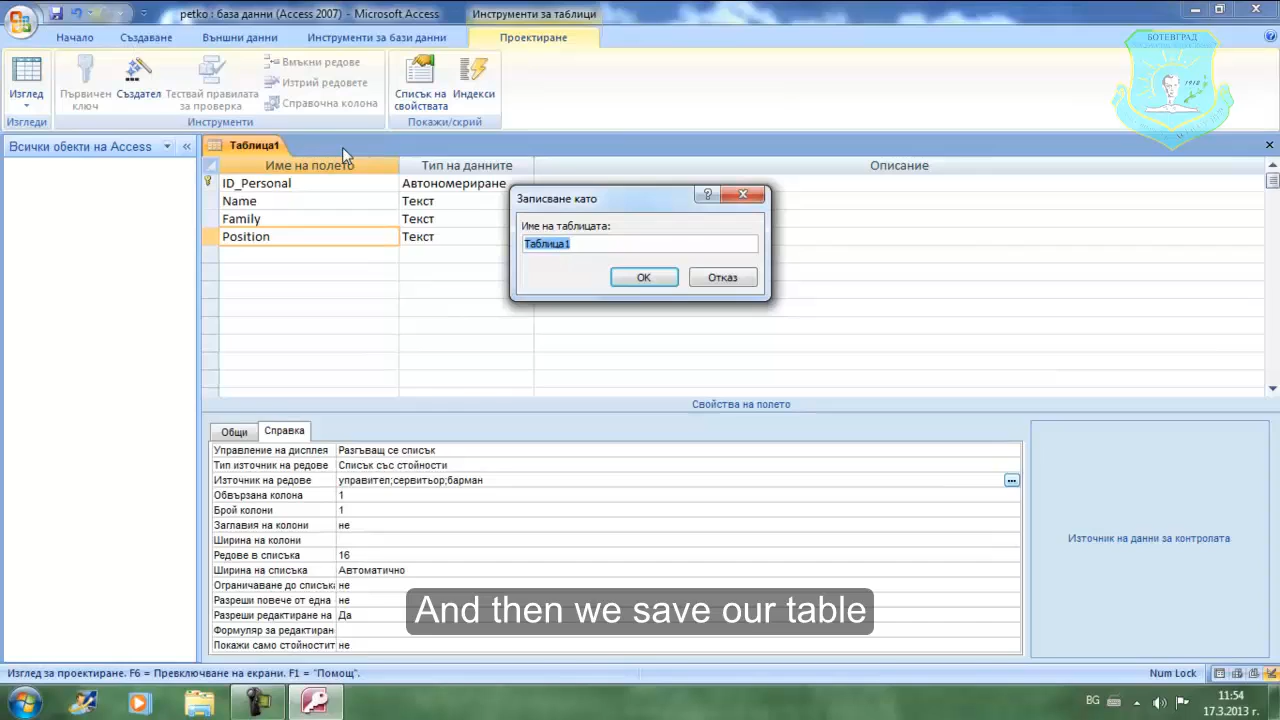 petko : база данни (Access 2007) - Microsoft Access
Инструменти за таблици
Начало
Създаване
Външни данни
Инструменти за бази данни
Проектиране
Изглед
Първичен ключ
Създател
Тествай правилата за проверка
Вмъкни редове
Изтрий редовете
Справочна колона
Списък на свойствата
Индекси
Изгледи
Инструменти
Покажи/скрий
БОТЕВГРАД
Всички обекти на Access
Таблица1
Име на полето
Тип на данните
Описание
ID_Personal
Автономериране
Name
Текст
Family
Текст
Position
Текст
Записване като
Име на таблицата:
Таблица1
ОК
Отказ
Свойства на полето
Общи
Справка
Управление на дисплея
Разгъващ се списък
Тип източник на редове
Списък със стойности
Източник на редове
управител;сервитьор;барман
Обвързана колона
1
Брой колони
1
Заглавия на колони
не
Ширина на колони
Редове в списъка
16
Ширина на списъка
Автоматично
Ограничаване до списъка
не
Разреши повече от една
не
Разреши редактиране на
Да
Формуляр за редактиран
Покажи само стойностит
не
Източник на данни за контролата
And then we save our table
Изглед за проектиране. F6 = Превключване на екрани. F1 = "Помощ".
Num Lock
BG
11:54
17.3.2013 г.